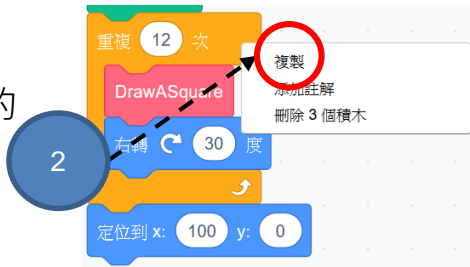 重複 12 次
複製
DrawASquare
添加註解
的
刪除 3 個積木
右轉 30 度
2
定位到 x: 100 y: 0